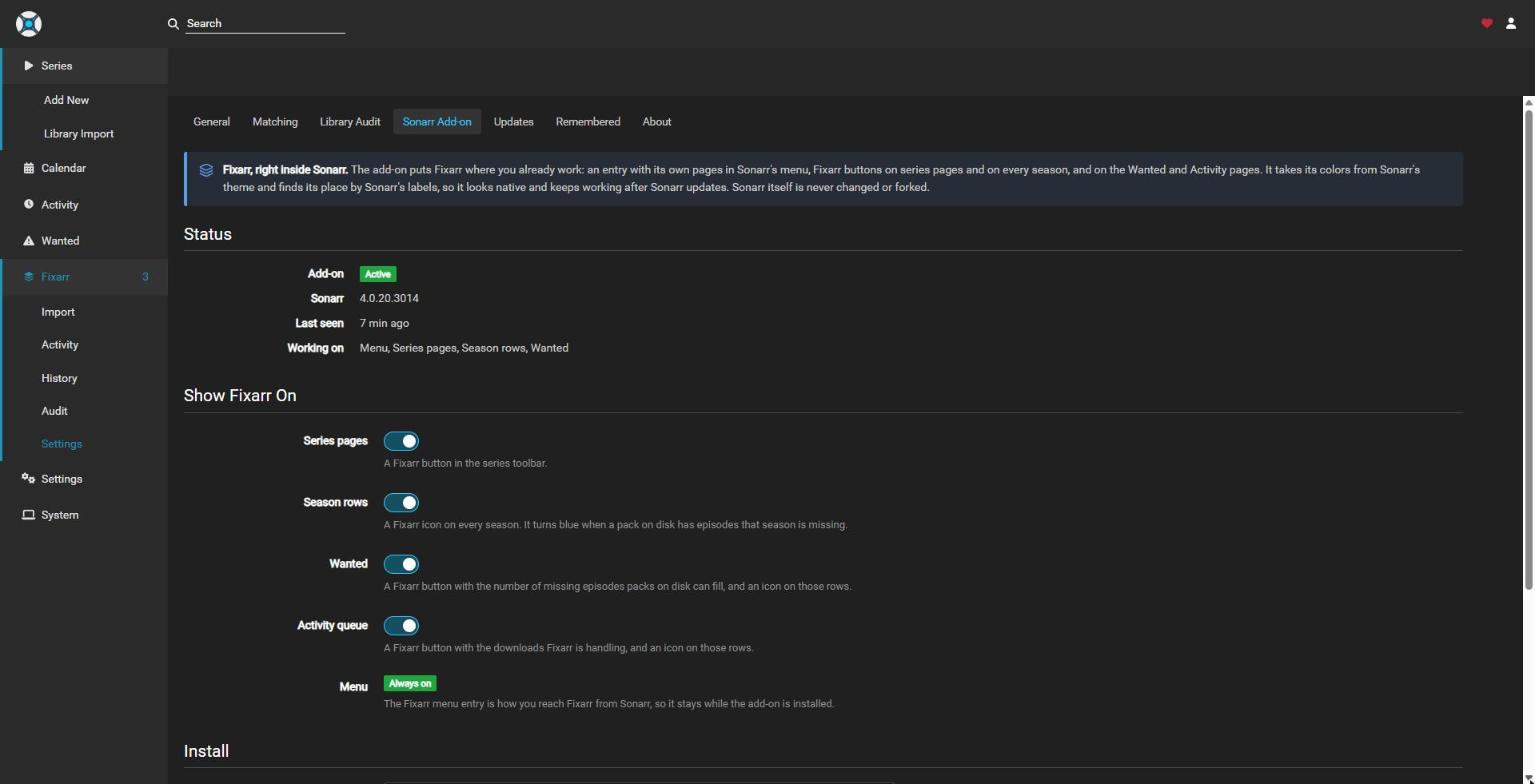 Search
Series
Add New
Library Import
Calendar
Activity
Wanted
Fixarr 3
Import
Activity
History
Audit
Settings
Settings
System
General Matching Library Audit Sonarr Add-on Updates Remembered About
Fixarr, right inside Sonarr. The add-on puts Fixarr where you already work: an entry with its own pages in Sonarr's menu, Fixarr buttons on series pages and on every season, and on the Wanted and Activity pages. It takes its colors from Sonarr's
theme and finds its place by Sonarr's labels, so it looks native and keeps working after Sonarr updates. Sonarr itself is never changed or forked.
Status
Add-on Active
Sonarr 4.0.20.3014
Last seen 7 min ago
Working on Menu, Series pages, Season rows, Wanted
Show Fixarr On
Series pages
A Fixarr button in the series toolbar.
Season rows
A Fixarr icon on every season. It turns blue when a pack on disk has episodes that season is missing.
Wanted
A Fixarr button with the number of missing episodes packs on disk can fill, and an icon on those rows.
Activity queue
A Fixarr button with the downloads Fixarr is handling, and an icon on those rows.
Menu Always on
The Fixarr menu entry is how you reach Fixarr from Sonarr, so it stays while the add-on is installed.
Install